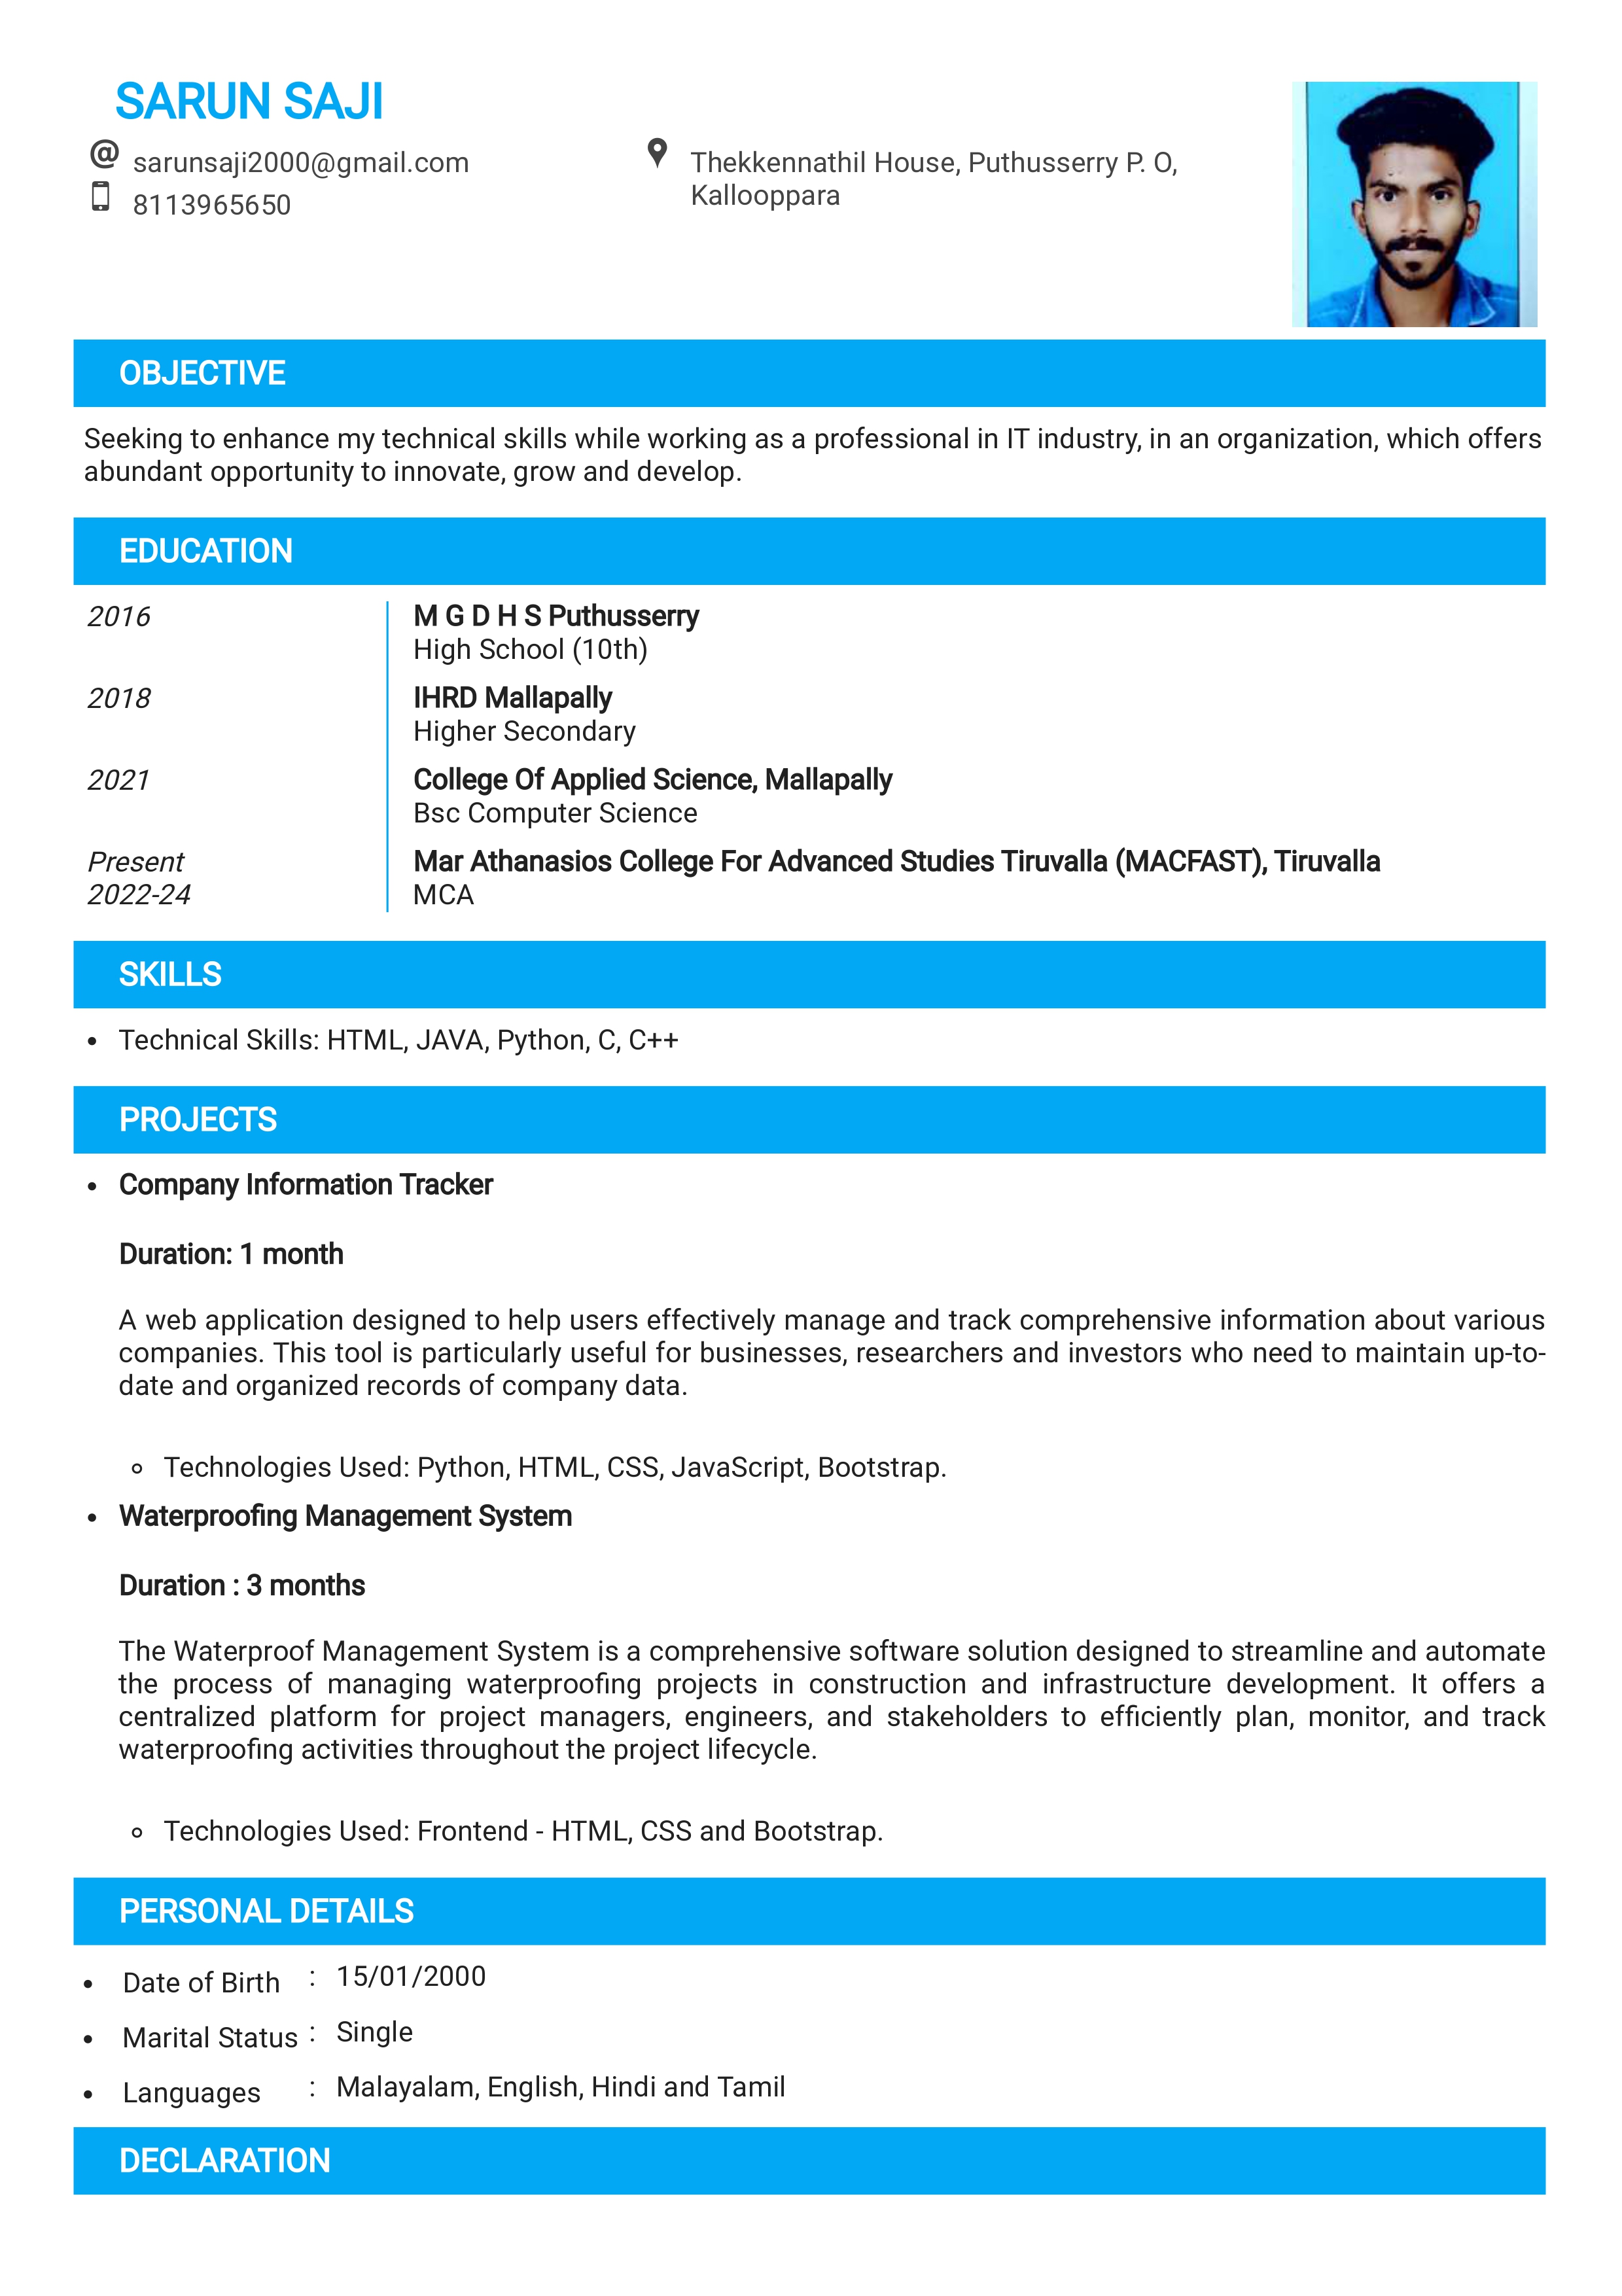 SARUN SAJI
@ sarunsaji2000@gmail.com
8113965650
Thekkennathil House, Puthusserry P. O,
Kallooppara
OBJECTIVE
Seeking to enhance my technical skills while working as a professional in IT industry, in an organization, which offers
abundant opportunity to innovate, grow and develop.
EDUCATION
2016
M G D H S Puthusserry
High School (10th)
2018
IHRD Mallapally
Higher Secondary
2021
College Of Applied Science, Mallapally
Bsc Computer Science
Present
2022-24
Mar Athanasios College For Advanced Studies Tiruvalla (MACFAST), Tiruvalla
MCA
SKILLS
• Technical Skills: HTML, JAVA, Python, C, C++
PROJECTS
• Company Information Tracker
Duration: 1 month
A web application designed to help users effectively manage and track comprehensive information about various
companies. This tool is particularly useful for businesses, researchers and investors who need to maintain up-to-
date and organized records of company data.
◦ Technologies Used: Python, HTML, CSS, JavaScript, Bootstrap.
• Waterproofing Management System
Duration : 3 months
The Waterproof Management System is a comprehensive software solution designed to streamline and automate
the process of managing waterproofing projects in construction and infrastructure development. It offers a
centralized platform for project managers, engineers, and stakeholders to efficiently plan, monitor, and track
waterproofing activities throughout the project lifecycle.
◦ Technologies Used: Frontend - HTML, CSS and Bootstrap.
PERSONAL DETAILS
• Date of Birth : 15/01/2000
• Marital Status : Single
• Languages : Malayalam, English, Hindi and Tamil
DECLARATION